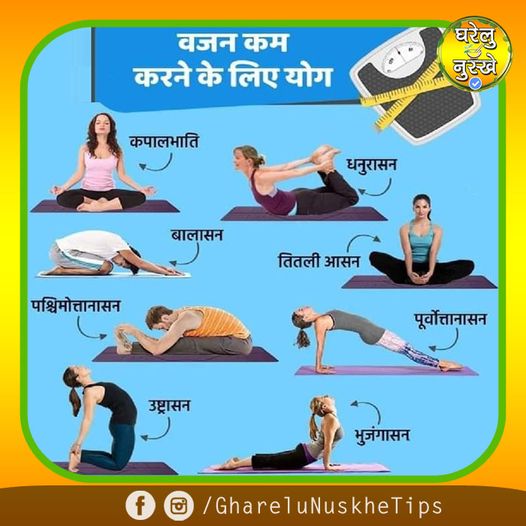 घरेलु
नुस्खे
वजन कम
करने के लिए योग
कपालभाति
धनुरासन
बालासन
तितली आसन
पश्चिमोत्तानासन
पूर्वोत्तानासन
उष्ट्रासन
भुजंगासन
/GhareluNuskheTips